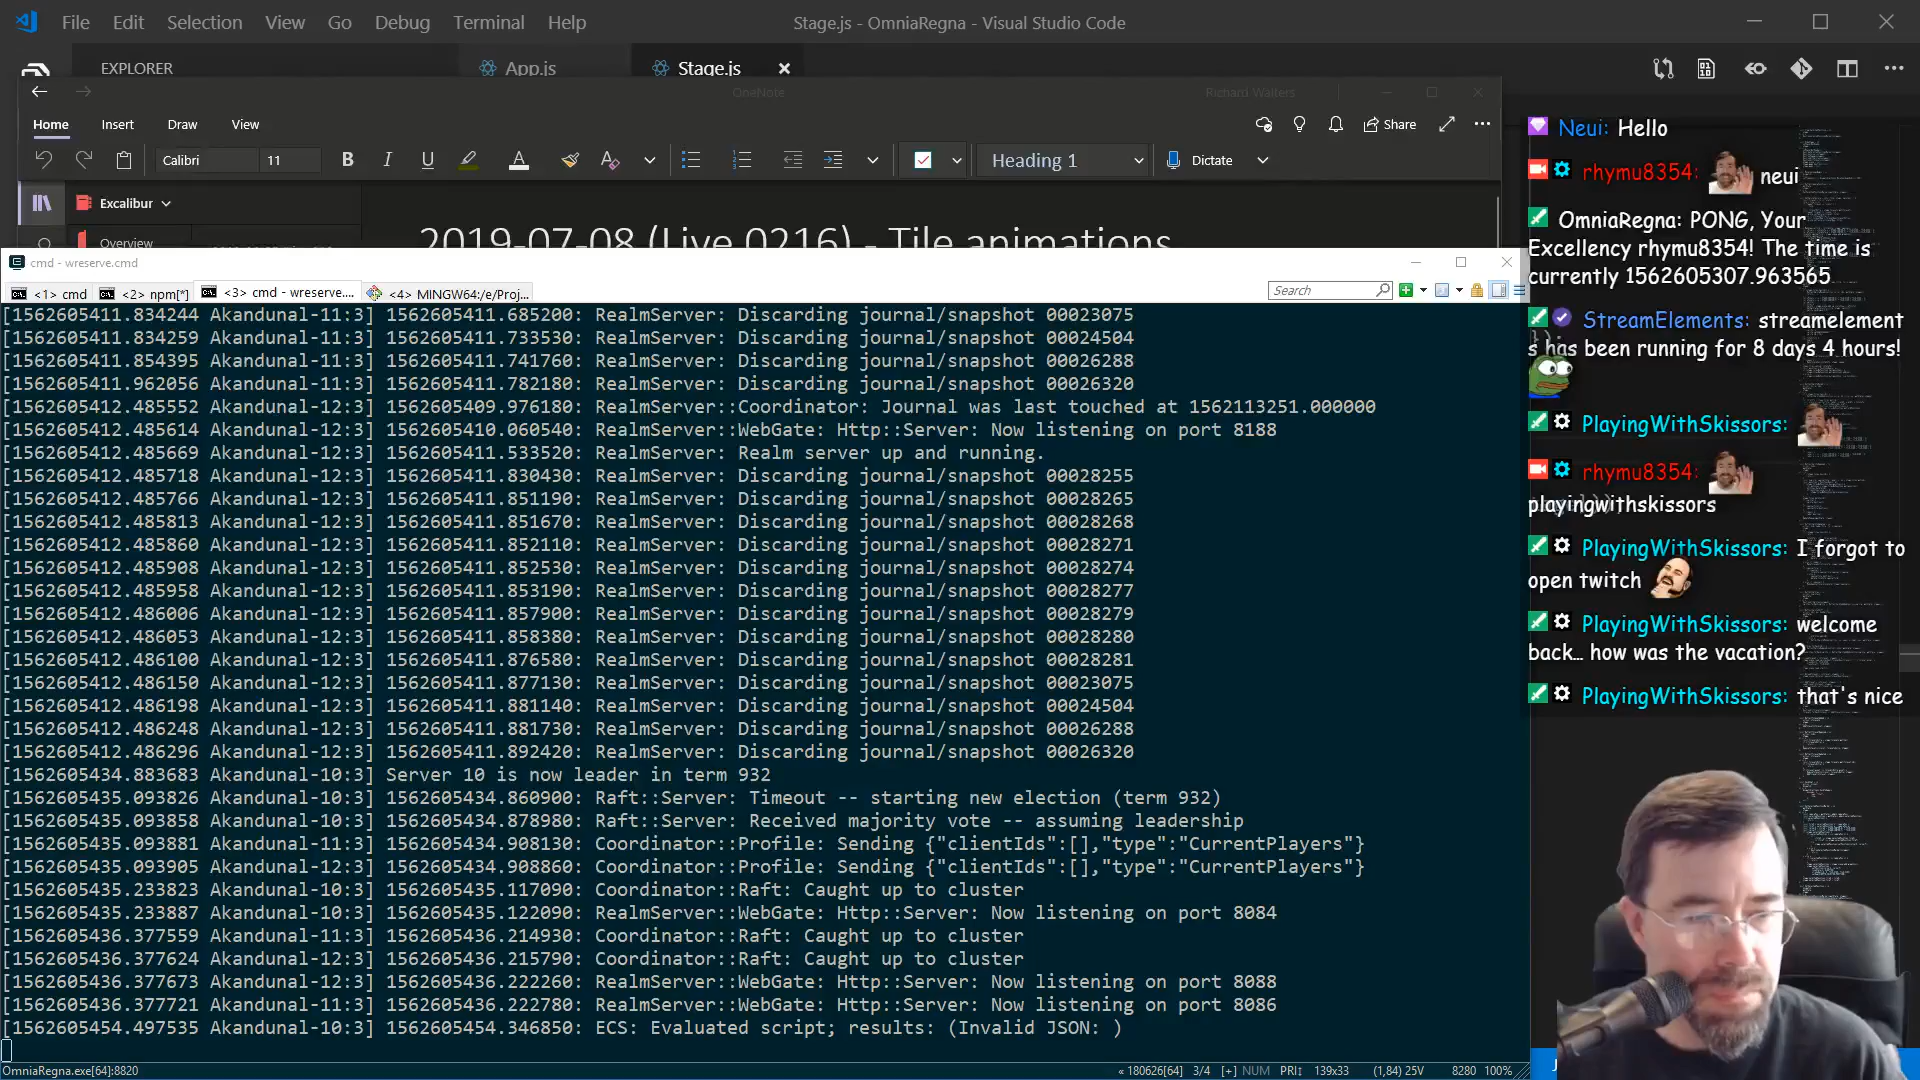 File Edit Selection View Go Debug Terminal Help
Stage.js - OmniaRegna - Visual Studio Code
EXPLORER
App.js
Stage.js
OneNote
Richard Walters
Home Insert Draw View
Share
Calibri 11 B I U A Heading 1 Dictate
Excalibur
Overview
2019-07-08 (Live 0216) - Tile animations
cmd - wreserve.cmd
<1> cmd <2> npm[*] <3> cmd - wreserve.... <4> MINGW64:/e/Proj...
Search
[1562605411.834244 Akandunal-11:3] 1562605411.685200: RealmServer: Discarding journal/snapshot 00023075
[1562605411.834259 Akandunal-11:3] 1562605411.733530: RealmServer: Discarding journal/snapshot 00024504
[1562605411.854395 Akandunal-11:3] 1562605411.741760: RealmServer: Discarding journal/snapshot 00026288
[1562605411.962056 Akandunal-11:3] 1562605411.782180: RealmServer: Discarding journal/snapshot 00026320
[1562605412.485552 Akandunal-12:3] 1562605409.976180: RealmServer::Coordinator: Journal was last touched at 1562113251.000000
[1562605412.485614 Akandunal-12:3] 1562605410.060540: RealmServer::WebGate: Http::Server: Now listening on port 8188
[1562605412.485669 Akandunal-12:3] 1562605411.533520: RealmServer: Realm server up and running.
[1562605412.485718 Akandunal-12:3] 1562605411.830430: RealmServer: Discarding journal/snapshot 00028255
[1562605412.485766 Akandunal-12:3] 1562605411.851190: RealmServer: Discarding journal/snapshot 00028265
[1562605412.485813 Akandunal-12:3] 1562605411.851670: RealmServer: Discarding journal/snapshot 00028268
[1562605412.485860 Akandunal-12:3] 1562605411.852110: RealmServer: Discarding journal/snapshot 00028271
[1562605412.485908 Akandunal-12:3] 1562605411.852530: RealmServer: Discarding journal/snapshot 00028274
[1562605412.485958 Akandunal-12:3] 1562605411.853190: RealmServer: Discarding journal/snapshot 00028277
[1562605412.486006 Akandunal-12:3] 1562605411.857900: RealmServer: Discarding journal/snapshot 00028279
[1562605412.486053 Akandunal-12:3] 1562605411.858380: RealmServer: Discarding journal/snapshot 00028280
[1562605412.486100 Akandunal-12:3] 1562605411.876580: RealmServer: Discarding journal/snapshot 00028281
[1562605412.486150 Akandunal-12:3] 1562605411.877130: RealmServer: Discarding journal/snapshot 00023075
[1562605412.486198 Akandunal-12:3] 1562605411.881140: RealmServer: Discarding journal/snapshot 00024504
[1562605412.486248 Akandunal-12:3] 1562605411.881730: RealmServer: Discarding journal/snapshot 00026288
[1562605412.486296 Akandunal-12:3] 1562605411.892420: RealmServer: Discarding journal/snapshot 00026320
[1562605434.883683 Akandunal-10:3] Server 10 is now leader in term 932
[1562605435.093826 Akandunal-10:3] 1562605434.860900: Raft::Server: Timeout -- starting new election (term 932)
[1562605435.093858 Akandunal-10:3] 1562605434.878980: Raft::Server: Received majority vote -- assuming leadership
[1562605435.093881 Akandunal-11:3] 1562605434.908130: Coordinator::Profile: Sending {"clientIds":[],"type":"CurrentPlayers"}
[1562605435.093905 Akandunal-12:3] 1562605434.908860: Coordinator::Profile: Sending {"clientIds":[],"type":"CurrentPlayers"}
[1562605435.233823 Akandunal-10:3] 1562605435.117090: Coordinator::Raft: Caught up to cluster
[1562605435.233887 Akandunal-10:3] 1562605435.122090: RealmServer::WebGate: Http::Server: Now listening on port 8084
[1562605436.377559 Akandunal-11:3] 1562605436.214930: Coordinator::Raft: Caught up to cluster
[1562605436.377624 Akandunal-12:3] 1562605436.215790: Coordinator::Raft: Caught up to cluster
[1562605436.377673 Akandunal-12:3] 1562605436.222260: RealmServer::WebGate: Http::Server: Now listening on port 8088
[1562605436.377721 Akandunal-11:3] 1562605436.222780: RealmServer::WebGate: Http::Server: Now listening on port 8086
[1562605454.497535 Akandunal-10:3] 1562605454.346850: ECS: Evaluated script; results: (Invalid JSON: )
OmniaRegna.exe[64]:8820
« 180626[64] 3/4 [+] NUM PRI↕ 139x33 (1,84) 25V 8280 100%
Neui: Hello
rhymu8354: neui
OmniaRegna: PONG, Your
Excellency rhymu8354! The time is
currently 1562605307.963565
StreamElements: streamelement
s has been running for 8 days 4 hours!
PlayingWithSkissors:
rhymu8354:
playingwithskissors
PlayingWithSkissors: I forgot to
open twitch
PlayingWithSkissors: welcome
back... how was the vacation?
PlayingWithSkissors: that's nice